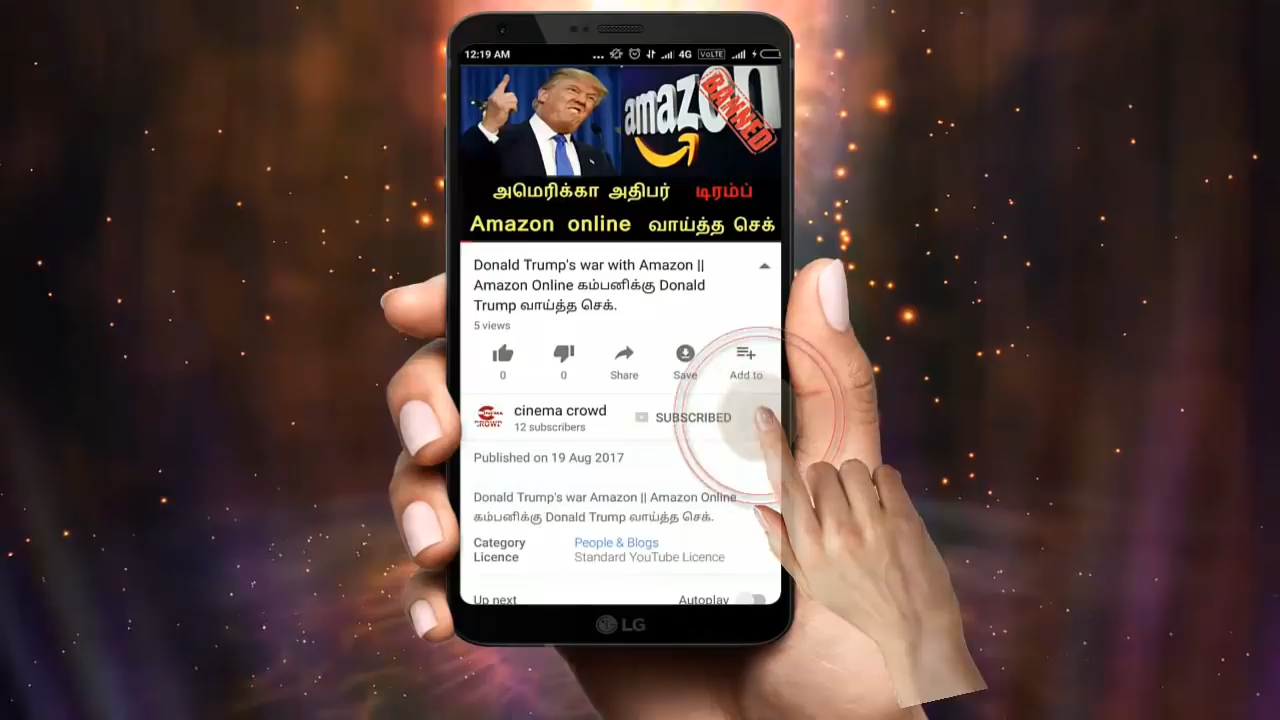 12:19 AM ... 4G VoLTE
amazon
BANNED
அமெரிக்கா அதிபர் டிரம்ப்
Amazon online வாய்த்த செக்
Donald Trump's war with Amazon ||
Amazon Online கம்பனிக்கு Donald
Trump வாய்த்த செக்.
5 views
0 0 Share Save Add to
CINEMA
CROWD
cinema crowd
SUBSCRIBED
12 subscribers
Published on 19 Aug 2017
Donald Trump's war Amazon || Amazon Online
கம்பனிக்கு Donald Trump வாய்த்த செக்.
Category People & Blogs
Licence Standard YouTube Licence
Up next Autoplay
LG